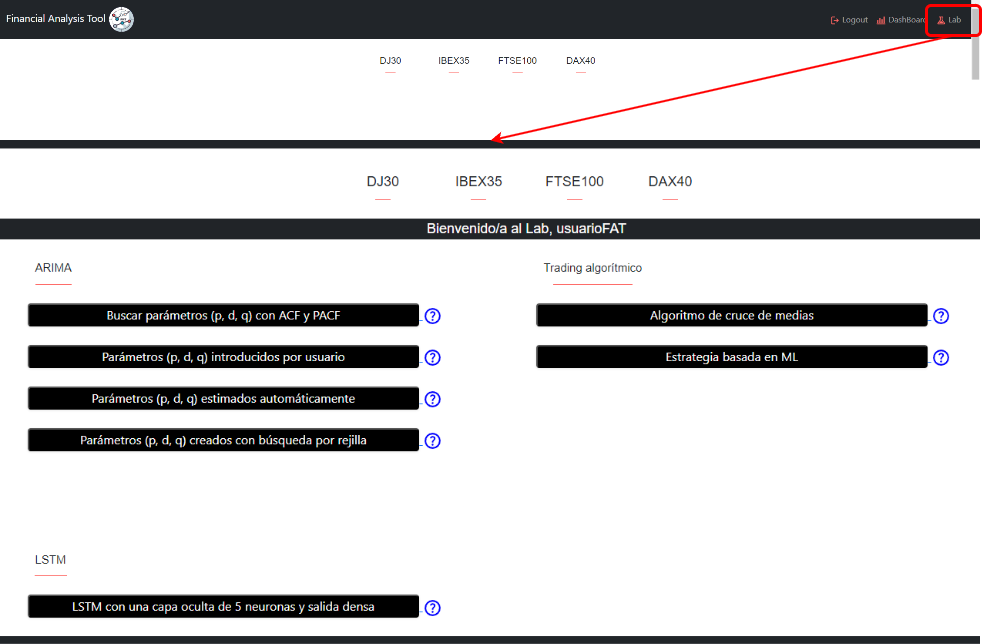 Financial Analysis Tool
Logout DashBoard Lab
DJ30 IBEX35 FTSE100 DAX40
DJ30 IBEX35 FTSE100 DAX40
Bienvenido/a al Lab, usuarioFAT
ARIMA
Buscar parámetros (p, d, q) con ACF y PACF ?
Parámetros (p, d, q) introducidos por usuario ?
Parámetros (p, d, q) estimados automáticamente ?
Parámetros (p, d, q) creados con búsqueda por rejilla ?
Trading algorítmico
Algoritmo de cruce de medias ?
Estrategia basada en ML ?
LSTM
LSTM con una capa oculta de 5 neuronas y salida densa ?